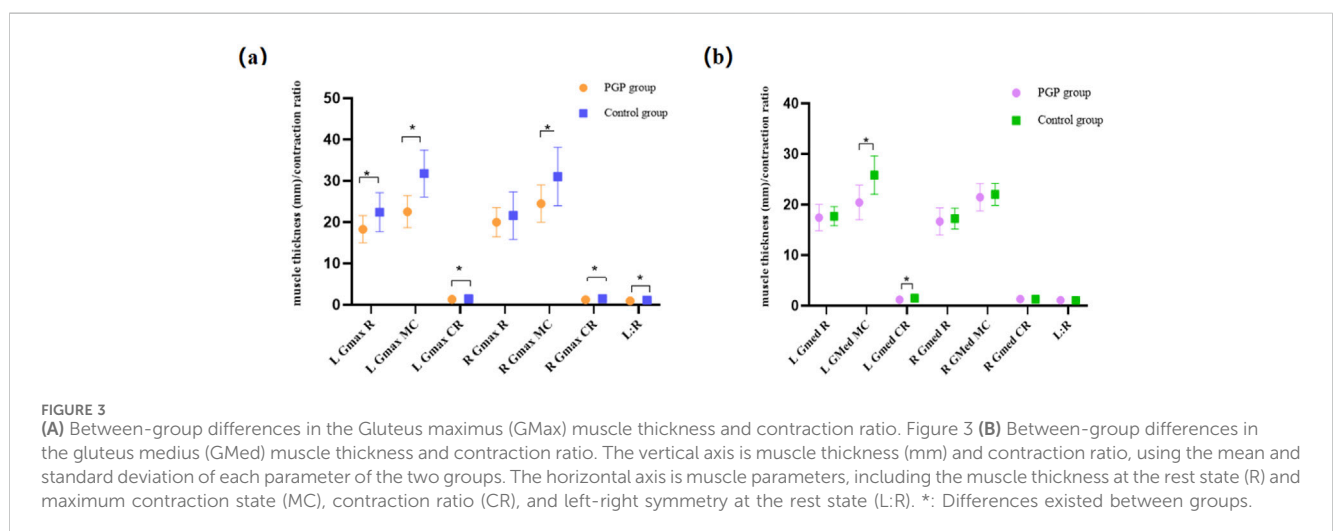 (a)
PGP group
Control group
muscle thickness (mm)/contraction ratio
50
40
30
20
10
0
*
*
*
*
*
*
L Gmax R
L Gmax MC
L Gmax CR
R Gmax R
R Gmax MC
R Gmax CR
L:R
(b)
PGP group
Control group
muscle thickness (mm)/contraction ratio
40
30
20
10
0
*
*
L Gmed R
L GMed MC
L Gmed CR
R Gmed R
R GMed MC
R Gmed CR
L:R
FIGURE 3
(A) Between-group differences in the Gluteus maximus (GMax) muscle thickness and contraction ratio. Figure 3 (B) Between-group differences in
the gluteus medius (GMed) muscle thickness and contraction ratio. The vertical axis is muscle thickness (mm) and contraction ratio, using the mean and
standard deviation of each parameter of the two groups. The horizontal axis is muscle parameters, including the muscle thickness at the rest state (R) and
maximum contraction state (MC), contraction ratio (CR), and left-right symmetry at the rest state (L:R). *: Differences existed between groups.